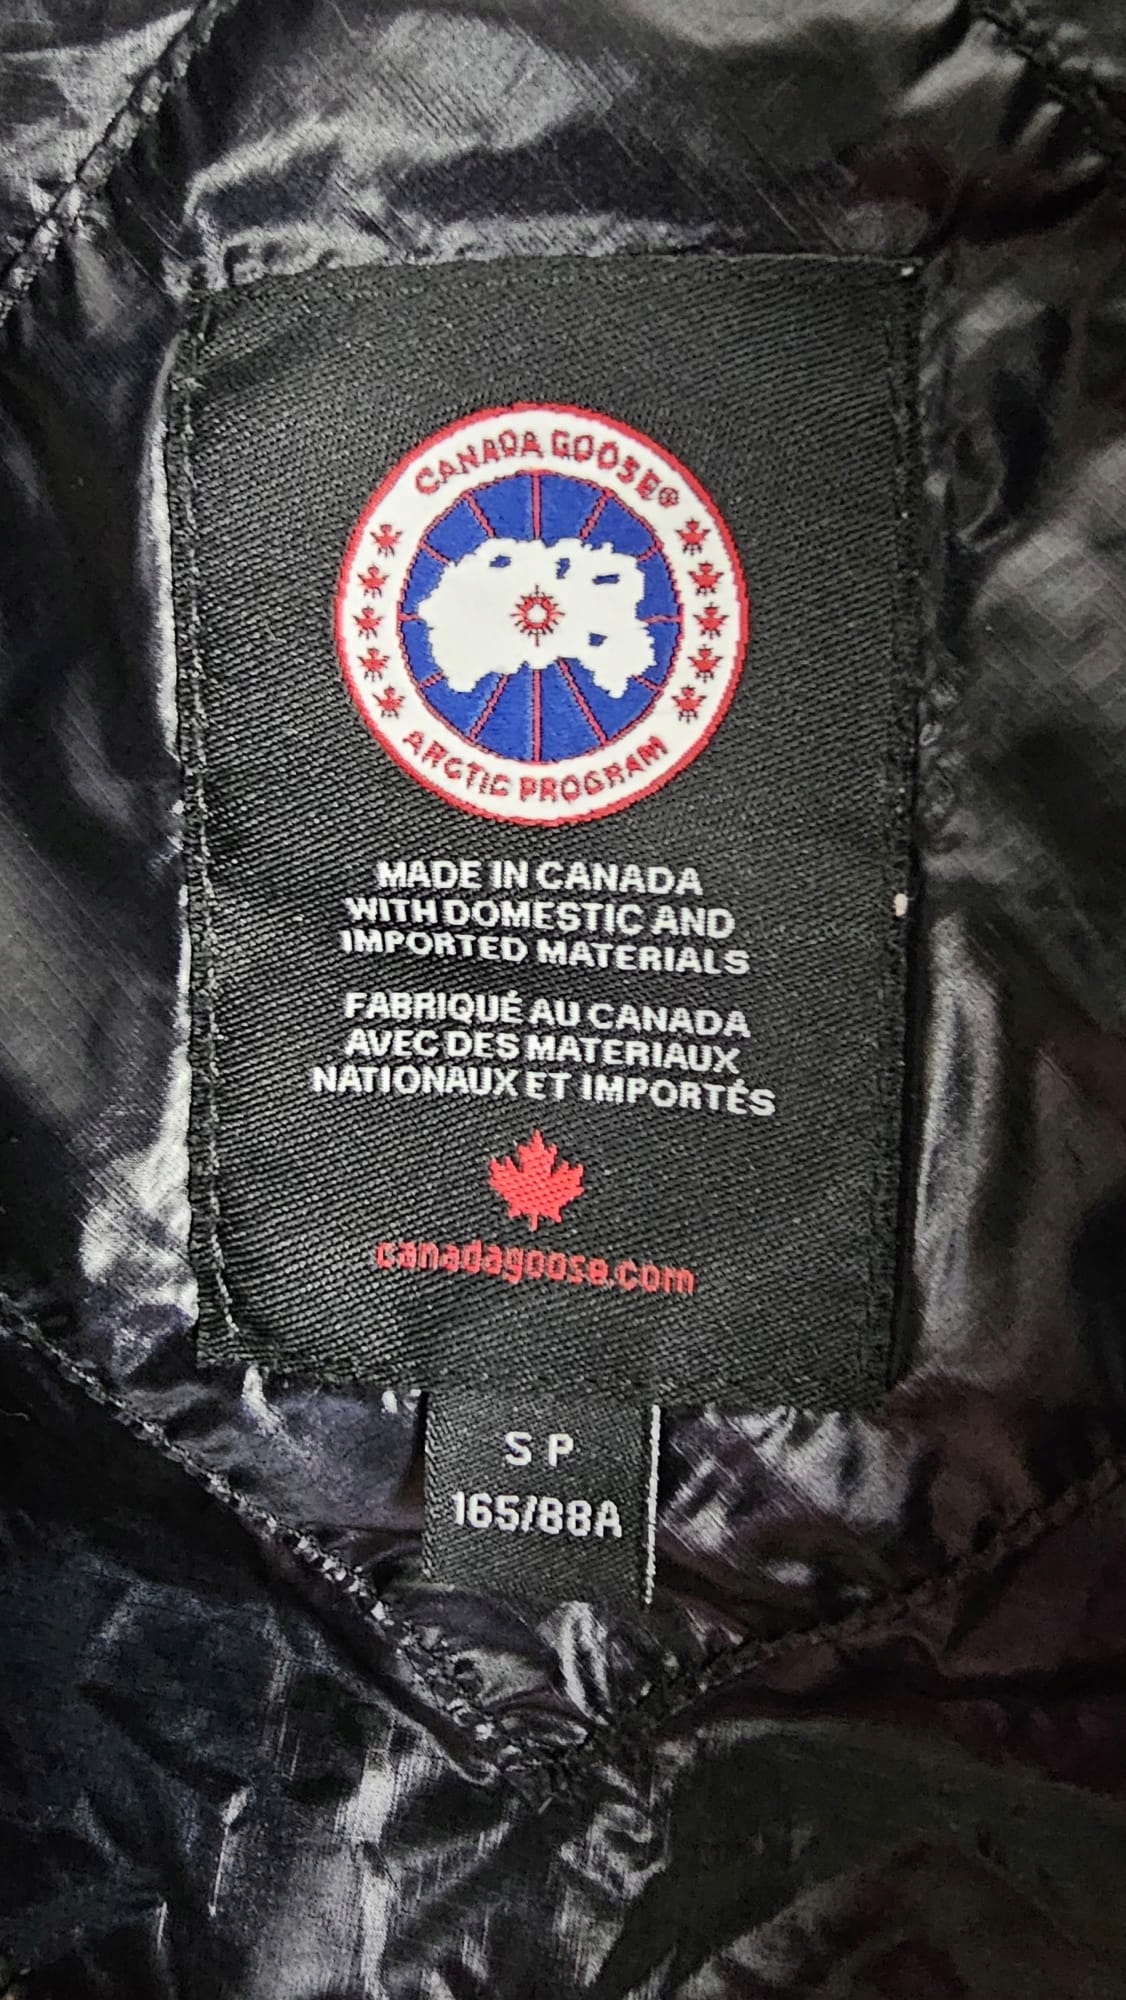 CANADA GOOSE®
ARCTIC PROGRAM
MADE IN CANADA
WITH DOMESTIC AND
IMPORTED MATERIALS
FABRIQUÉ AU CANADA
AVEC DES MATERIAUX
NATIONAUX ET IMPORTÉS
canadagoose.com
S P
165/88A